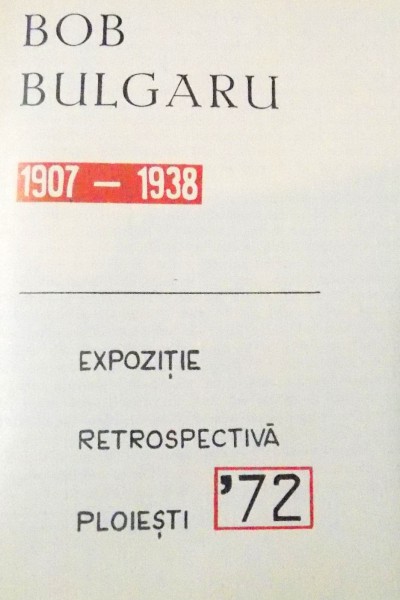 BOB
BULGARU
1907 – 1938
EXPOZIȚIE
RETROSPECTIVĂ
PLOIEȘTI '72